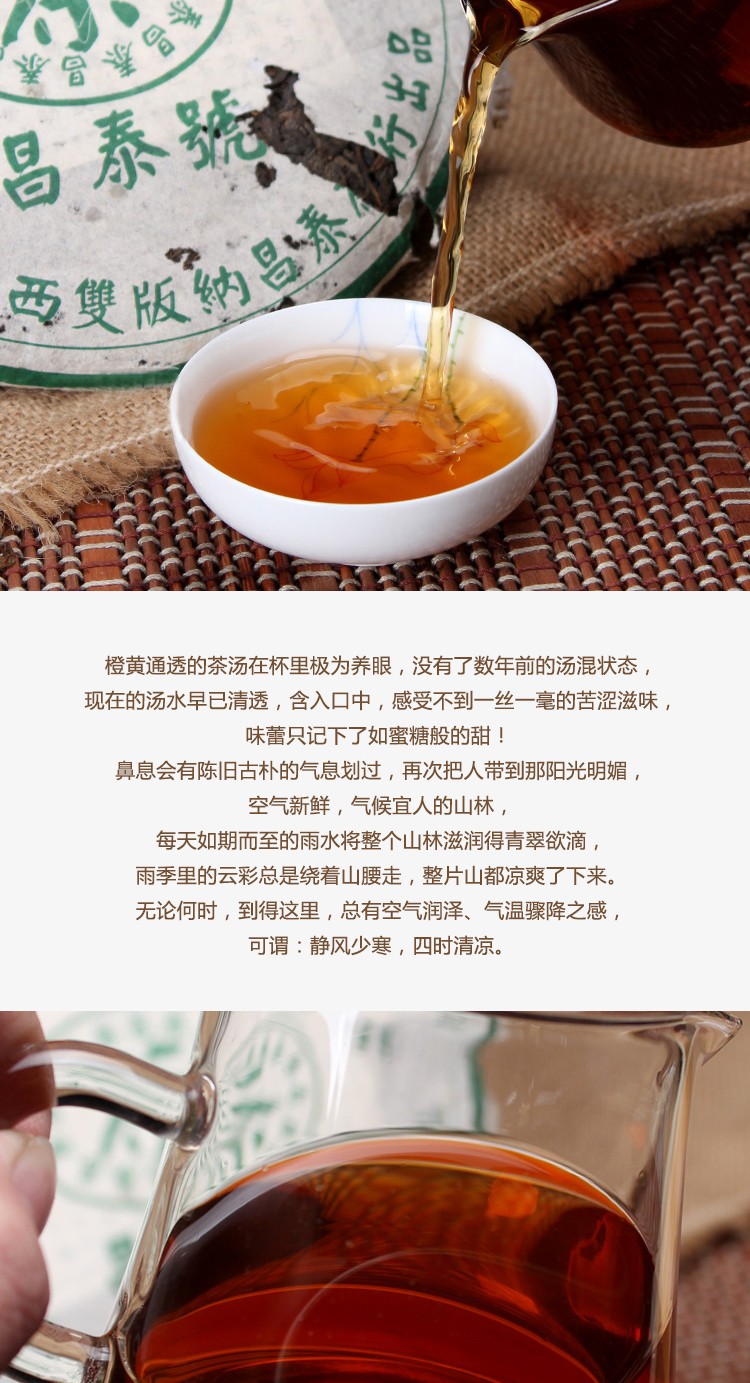 昌泰昌泰
昌泰號
西雙版納昌泰茶行出品
橙黄通透的茶汤在杯里极为养眼，没有了数年前的汤混状态，
现在的汤水早已清透，含入口中，感受不到一丝一毫的苦涩滋味，
味蕾只记下了如蜜糖般的甜！
鼻息会有陈旧古朴的气息划过，再次把人带到那阳光明媚，
空气新鲜，气候宜人的山林，
每天如期而至的雨水将整个山林滋润得青翠欲滴，
雨季里的云彩总是绕着山腰走，整片山都凉爽了下来。
无论何时，到得这里，总有空气润泽、气温骤降之感，
可谓：静风少寒，四时清凉。